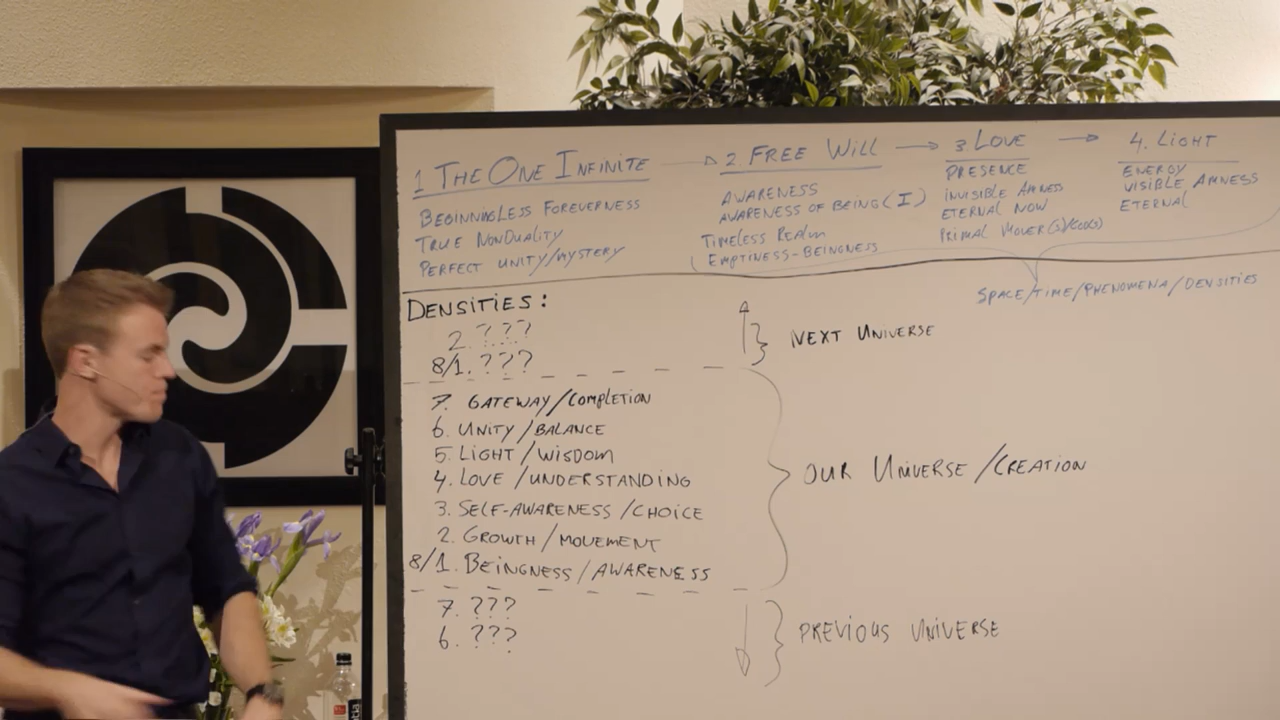 1 THE ONE INFINITE → 2 FREE WILL → 3 LOVE → 4. LIGHT
BEGINNINGLESS FOREVERNESS
TRUE NONDUALITY
PERFECT UNITY/MYSTERY
AWARENESS
AWARENESS OF BEING (I)
TIMELESS REALM
EMPTINESS-BEINGNESS
PRESENCE
INVISIBLE AMNESS
ETERNAL NOW
PRIMAL MOVER(S)/GOD(S)
ENERGY
VISIBLE AMNESS
ETERNAL
SPACE/TIME/PHENOMENA/DENSITIES
DENSITIES:
2. ???
8/1. ???
NEXT UNIVERSE
7. GATEWAY/COMPLETION
6. UNITY/BALANCE
5. LIGHT/WISDOM
4. LOVE/UNDERSTANDING
3. SELF-AWARENESS/CHOICE
2. GROWTH/MOVEMENT
8/1. BEINGNESS/AWARENESS
OUR UNIVERSE/CREATION
7. ???
6. ???
PREVIOUS UNIVERSE